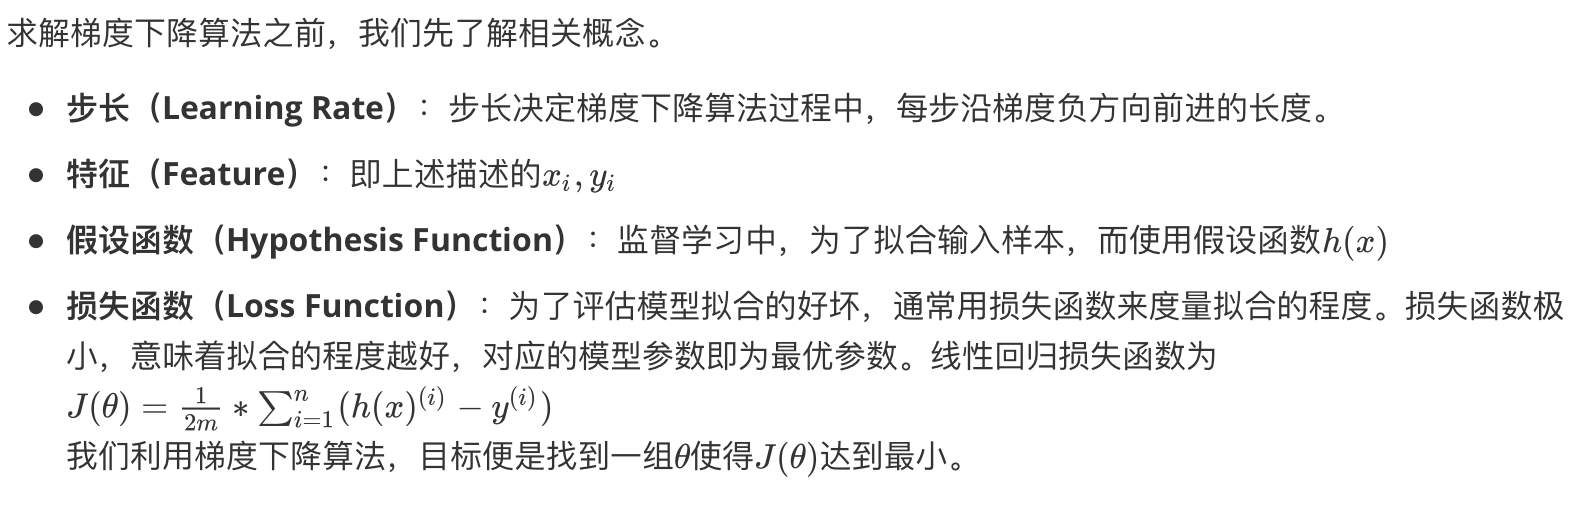 求解梯度下降算法之前，我们先了解相关概念。
• 步长（Learning Rate）：步长决定梯度下降算法过程中，每步沿梯度负方向前进的长度。
• 特征（Feature）：即上述描述的$x_i, y_i$
• 假设函数（Hypothesis Function）：监督学习中，为了拟合输入样本，而使用假设函数$h(x)$
• 损失函数（Loss Function）：为了评估模型拟合的好坏，通常用损失函数来度量拟合的程度。损失函数极
小，意味着拟合的程度越好，对应的模型参数即为最优参数。线性回归损失函数为
$J(\theta) = \frac{1}{2m} * \sum_{i=1}^{n} (h(x)^{(i)} - y^{(i)})$
我们利用梯度下降算法，目标便是找到一组$\theta$使得$J(\theta)$达到最小。